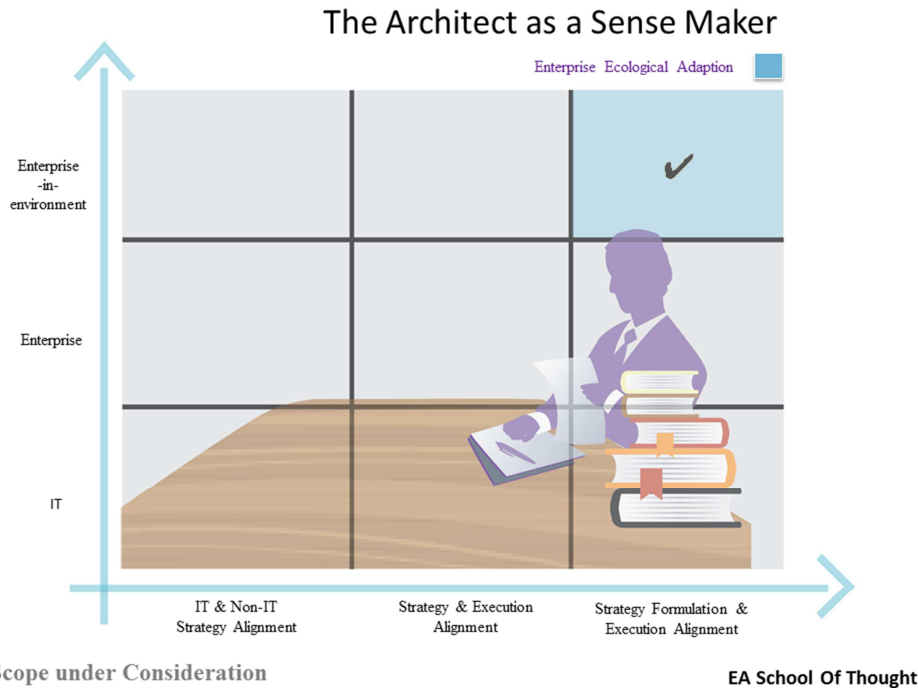 The Architect as a Sense Maker
Enterprise Ecological Adaption
Enterprise
-in-
environment
Enterprise
IT
IT & Non-IT
Strategy Alignment
Strategy & Execution
Alignment
Strategy Formulation &
Execution Alignment
Scope under Consideration
EA School Of Thought